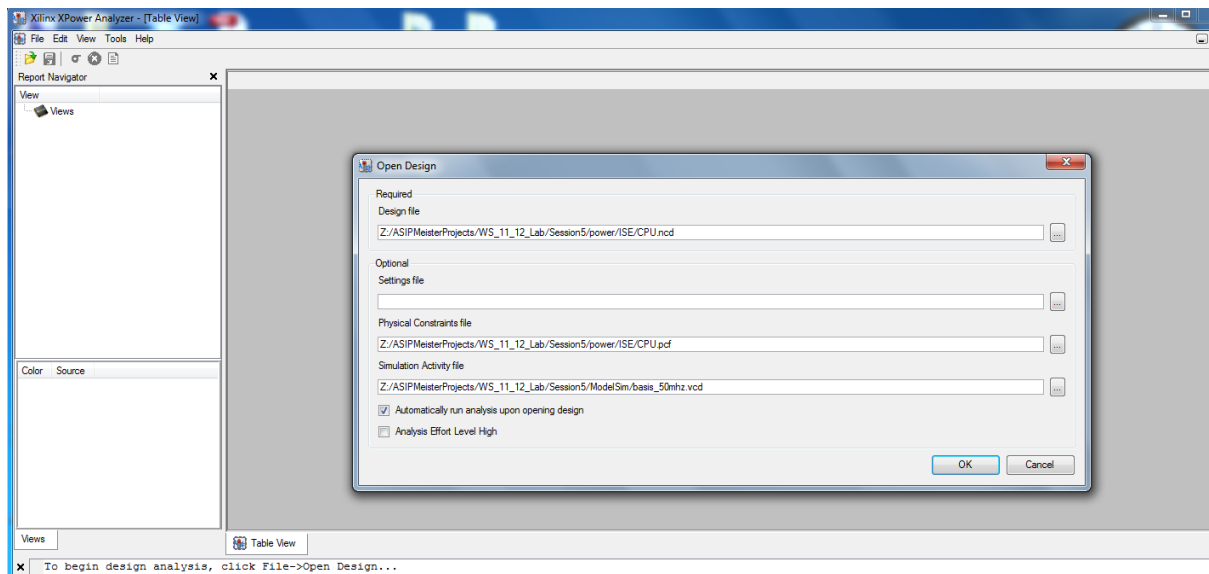 Xilinx XPower Analyzer - [Table View]
File Edit View Tools Help
Report Navigator
View
Views
Open Design
Required
Design file
Z:/ASIPMeisterProjects/WS_11_12_Lab/Session5/power/ISE/CPU.ncd
...
Optional
Settings file
...
Physical Constraints file
Z:/ASIPMeisterProjects/WS_11_12_Lab/Session5/power/ISE/CPU.pcf
...
Simulation Activity file
Z:/ASIPMeisterProjects/WS_11_12_Lab/Session5/ModelSim/basis_50mhz.vcd
...
Automatically run analysis upon opening design
Analysis Effort Level High
OK Cancel
Color Source
Views
Table View
To begin design analysis, click File->Open Design...